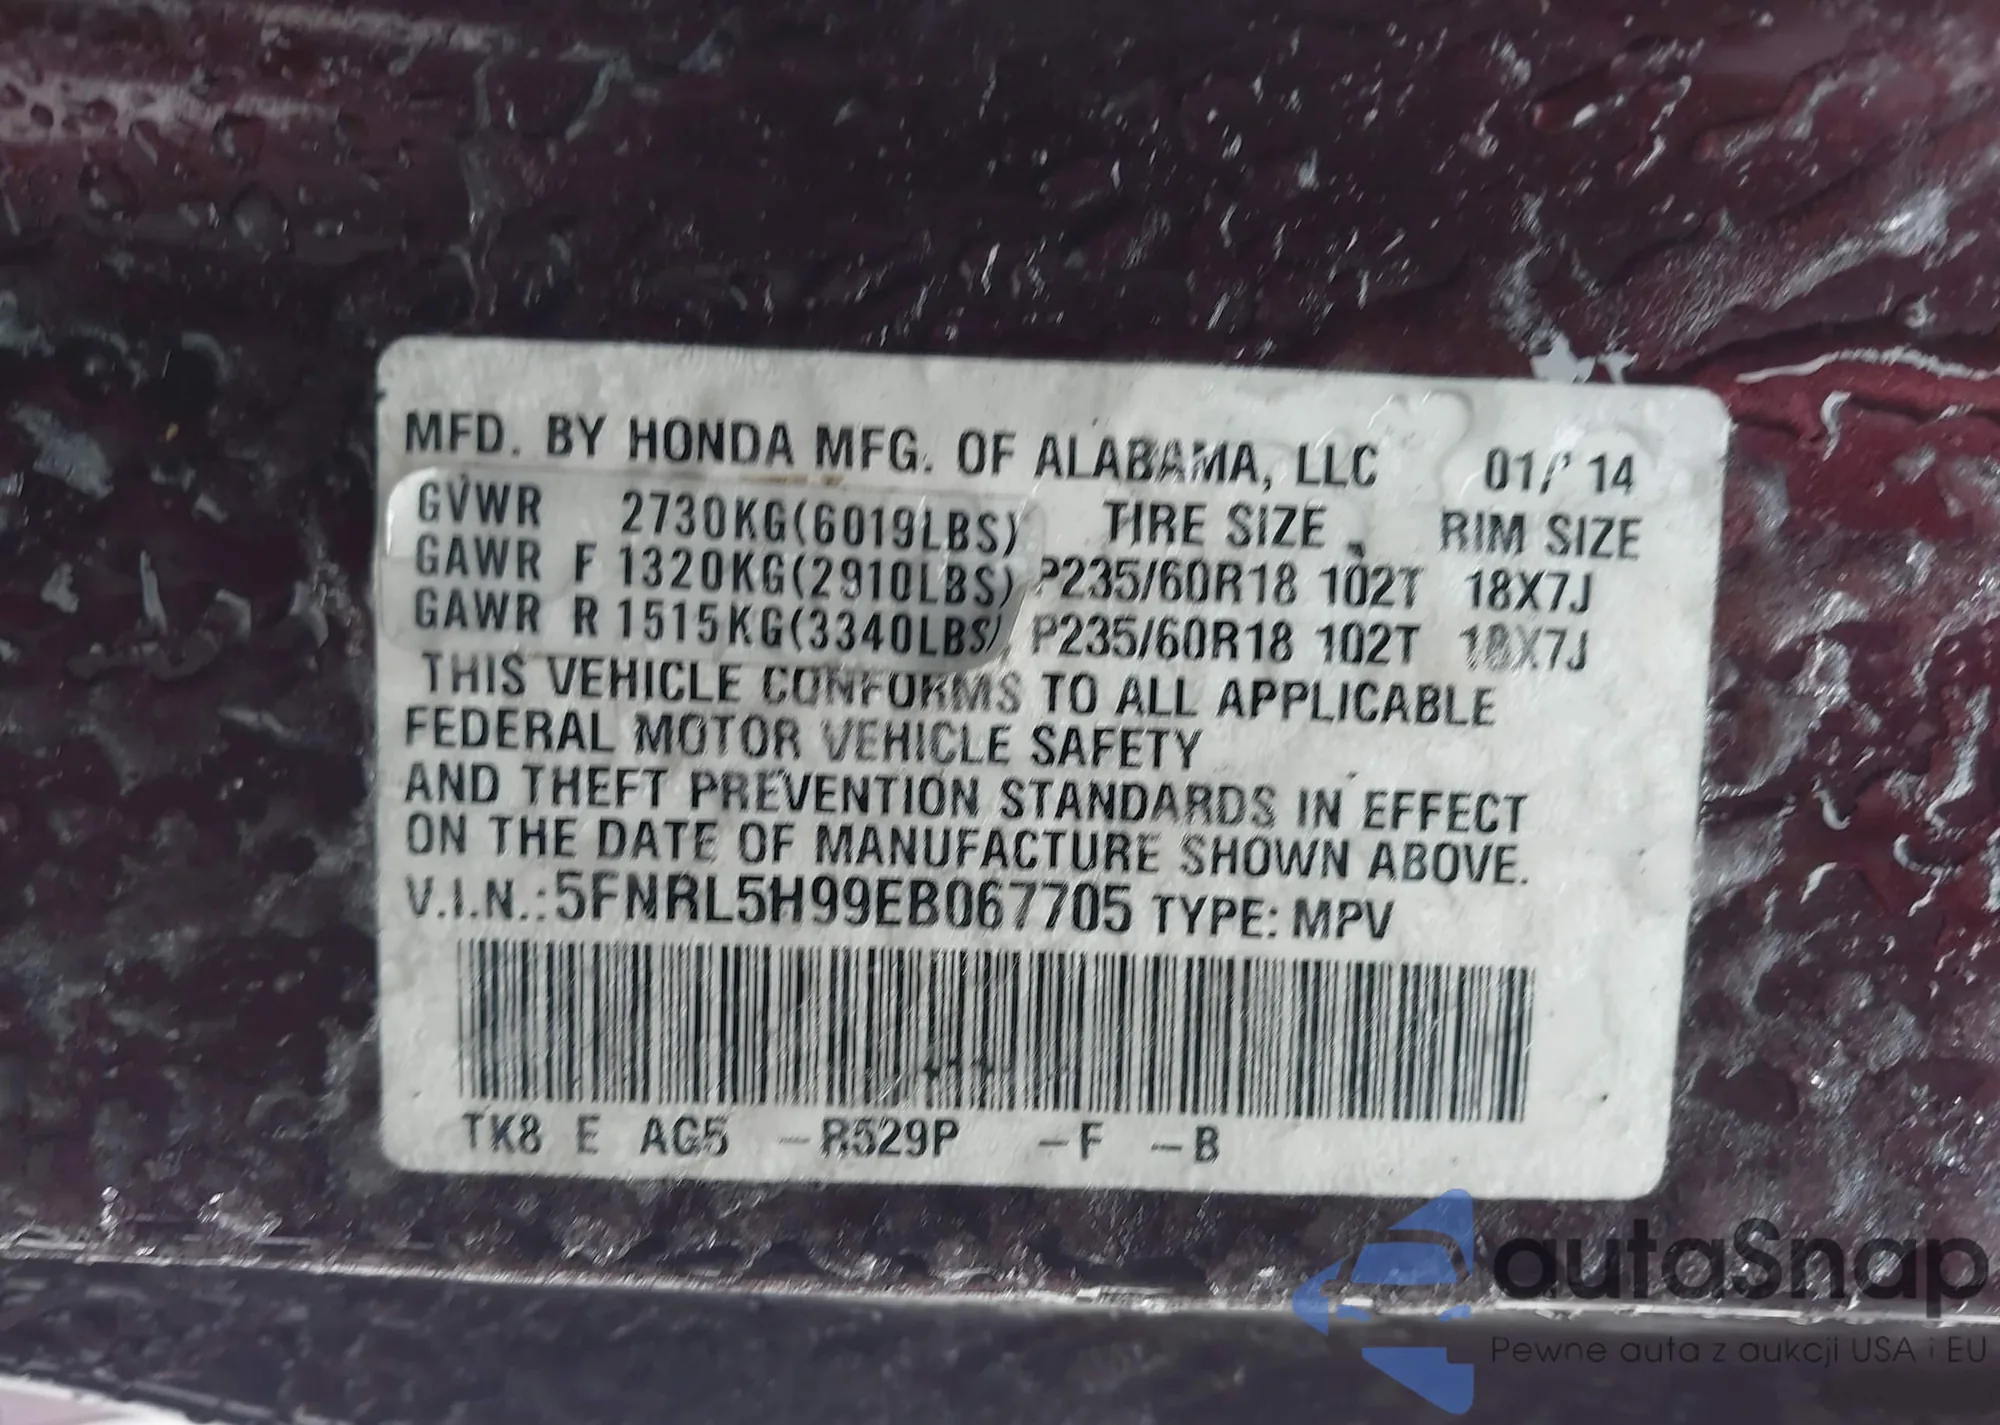 MFD. BY HONDA MFG. OF ALABAMA, LLC 01/'14
GVWR 2730KG(6019LBS) TIRE SIZE RIM SIZE
GAWR F 1320KG(2910LBS) P235/60R18 102T 18X7J
GAWR R 1515KG(3340LBS) P235/60R18 102T 18X7J
THIS VEHICLE CONFORMS TO ALL APPLICABLE
FEDERAL MOTOR VEHICLE SAFETY
AND THEFT PREVENTION STANDARDS IN EFFECT
ON THE DATE OF MANUFACTURE SHOWN ABOVE.
V.I.N.:5FNRL5H99EB067705 TYPE: MPV
TK8 E AG5 -R529P -F -B
autaSnap
Pewne auta z aukcji USA i EU